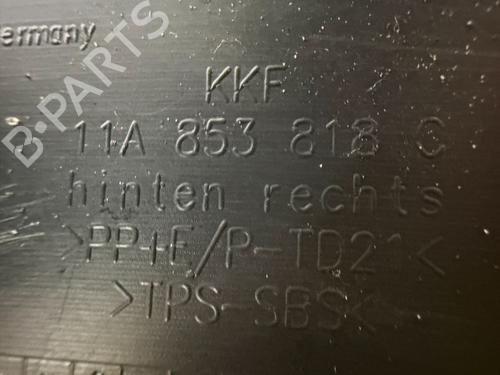 ermany
KKF
11A 853 818 C
hinten rechts
>PP+E/P-TD21<
>TPS-SBS<
B-PARTS